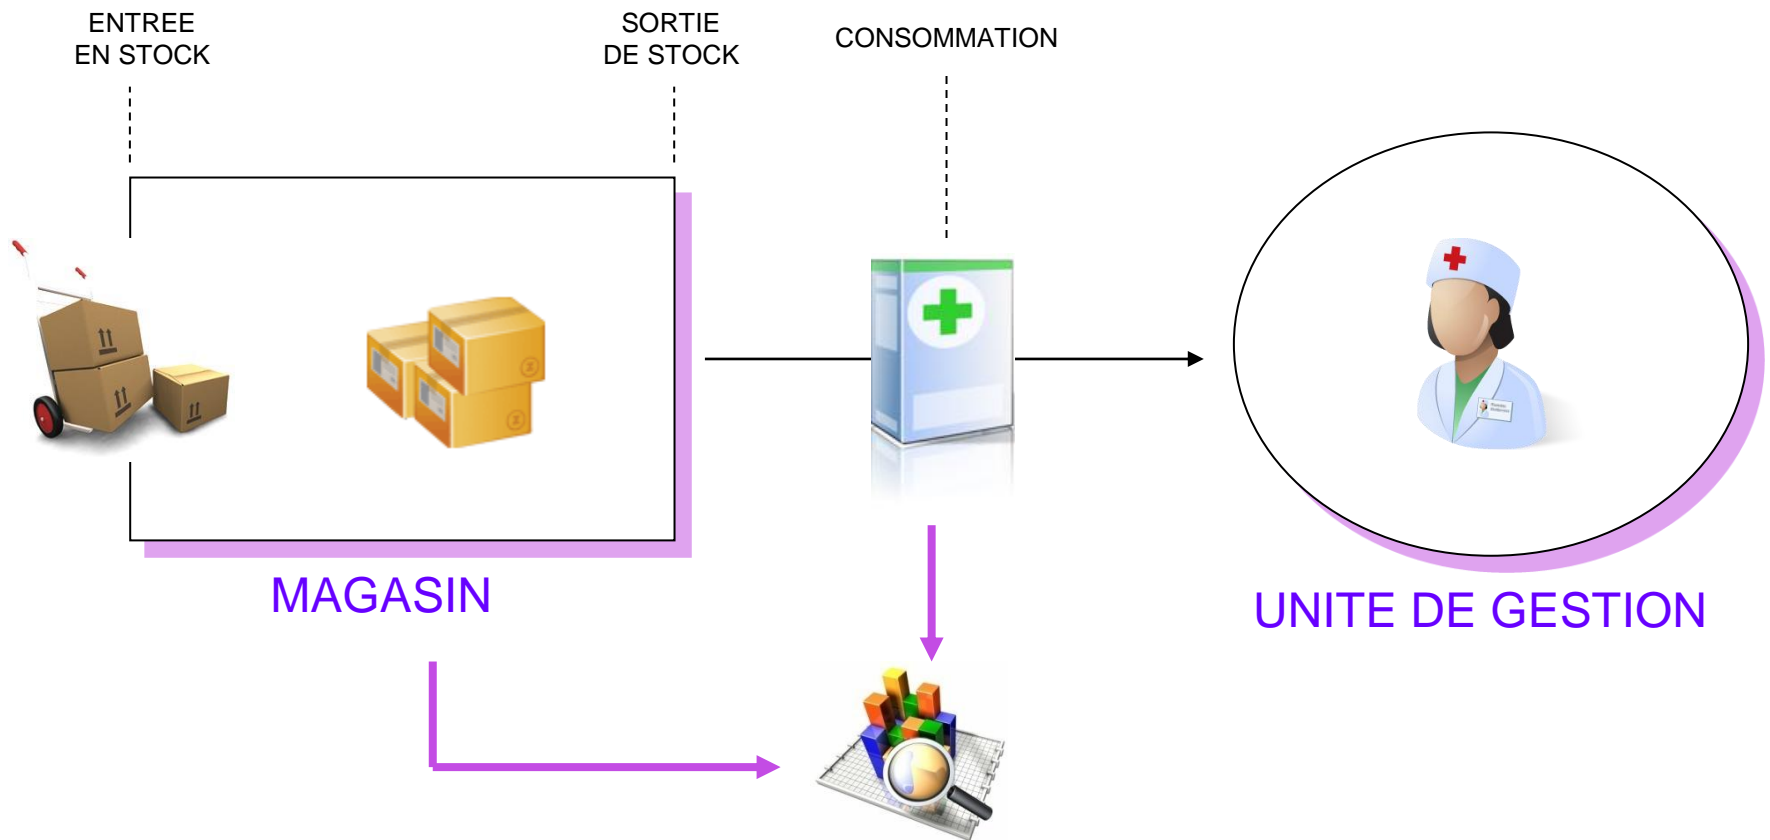 ENTREE
EN STOCK
SORTIE
DE STOCK
CONSOMMATION
MAGASIN
UNITE DE GESTION